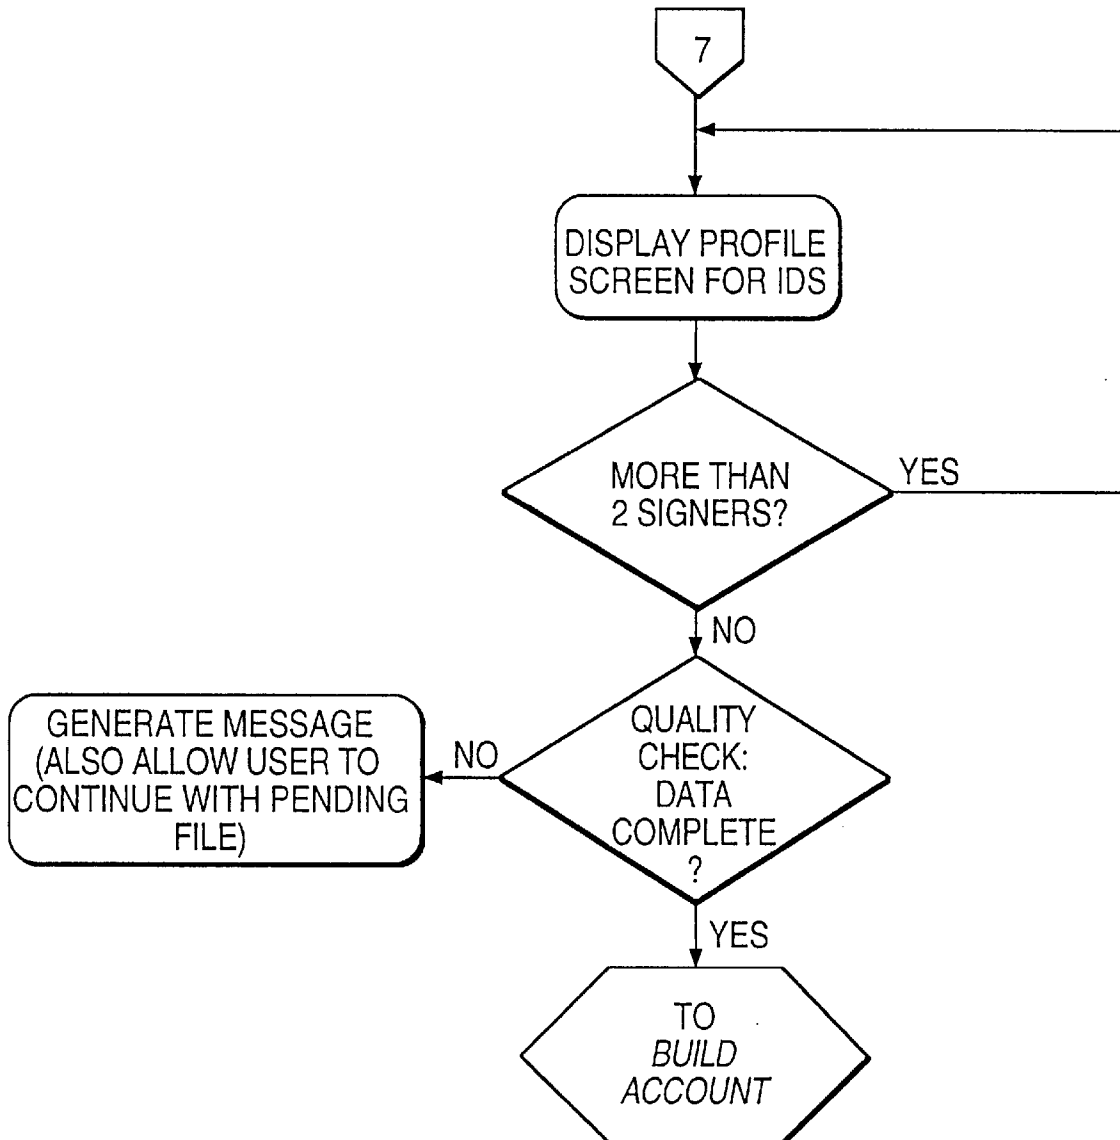 7
DISPLAY PROFILE
SCREEN FOR IDS
MORE THAN
2 SIGNERS?
YES
NO
QUALITY
CHECK:
DATA
COMPLETE
?
NO
GENERATE MESSAGE
(ALSO ALLOW USER TO
CONTINUE WITH PENDING
FILE)
YES
TO
BUILD
ACCOUNT